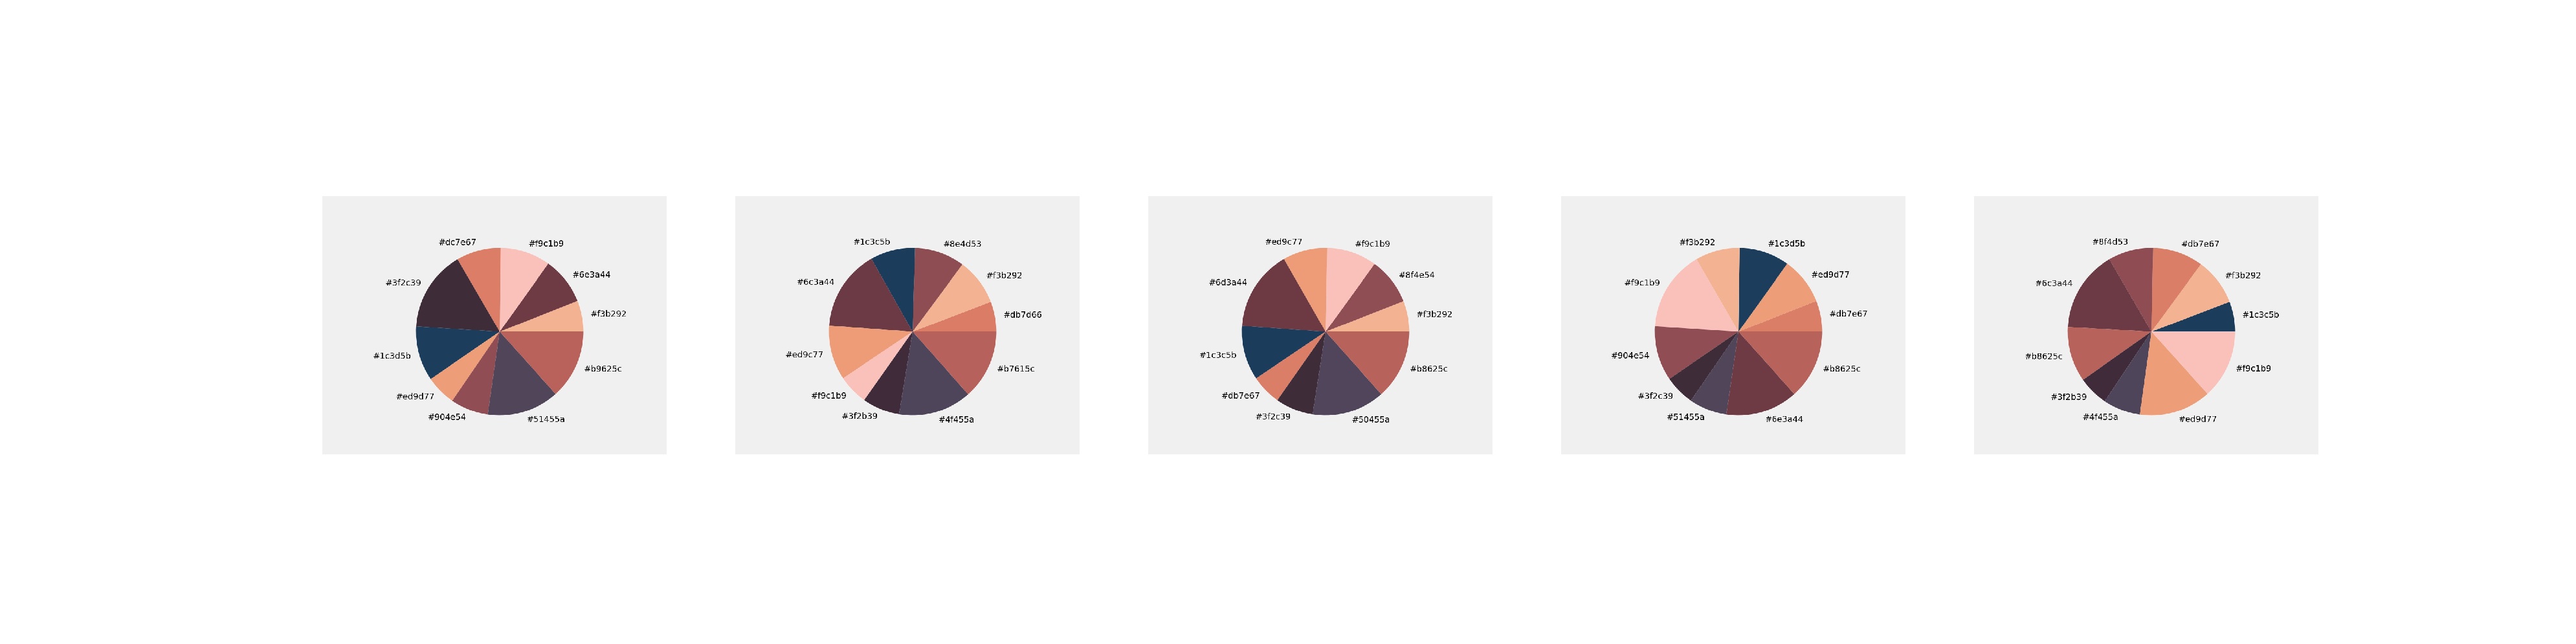 #dc7e67
#f9c1b9
#3f2c39
#6e3a44
#f3b292
#1c3d5b
#b9625c
#ed9d77
#904e54
#51455a
#1c3c5b
#8e4d53
#6c3a44
#f3b292
#db7d66
#ed9c77
#b7615c
#f9c1b9
#3f2b39
#4f455a
#ed9c77
#f9c1b9
#6d3a44
#8f4e54
#f3b292
#1c3c5b
#b8625c
#db7e67
#3f2c39
#50455a
#f3b292
#1c3d5b
#f9c1b9
#ed9d77
#db7e67
#904e54
#b8625c
#3f2c39
#51455a
#6e3a44
#8f4d53
#db7e67
#6c3a44
#f3b292
#1c3c5b
#b8625c
#f9c1b9
#3f2b39
#4f455a
#ed9d77